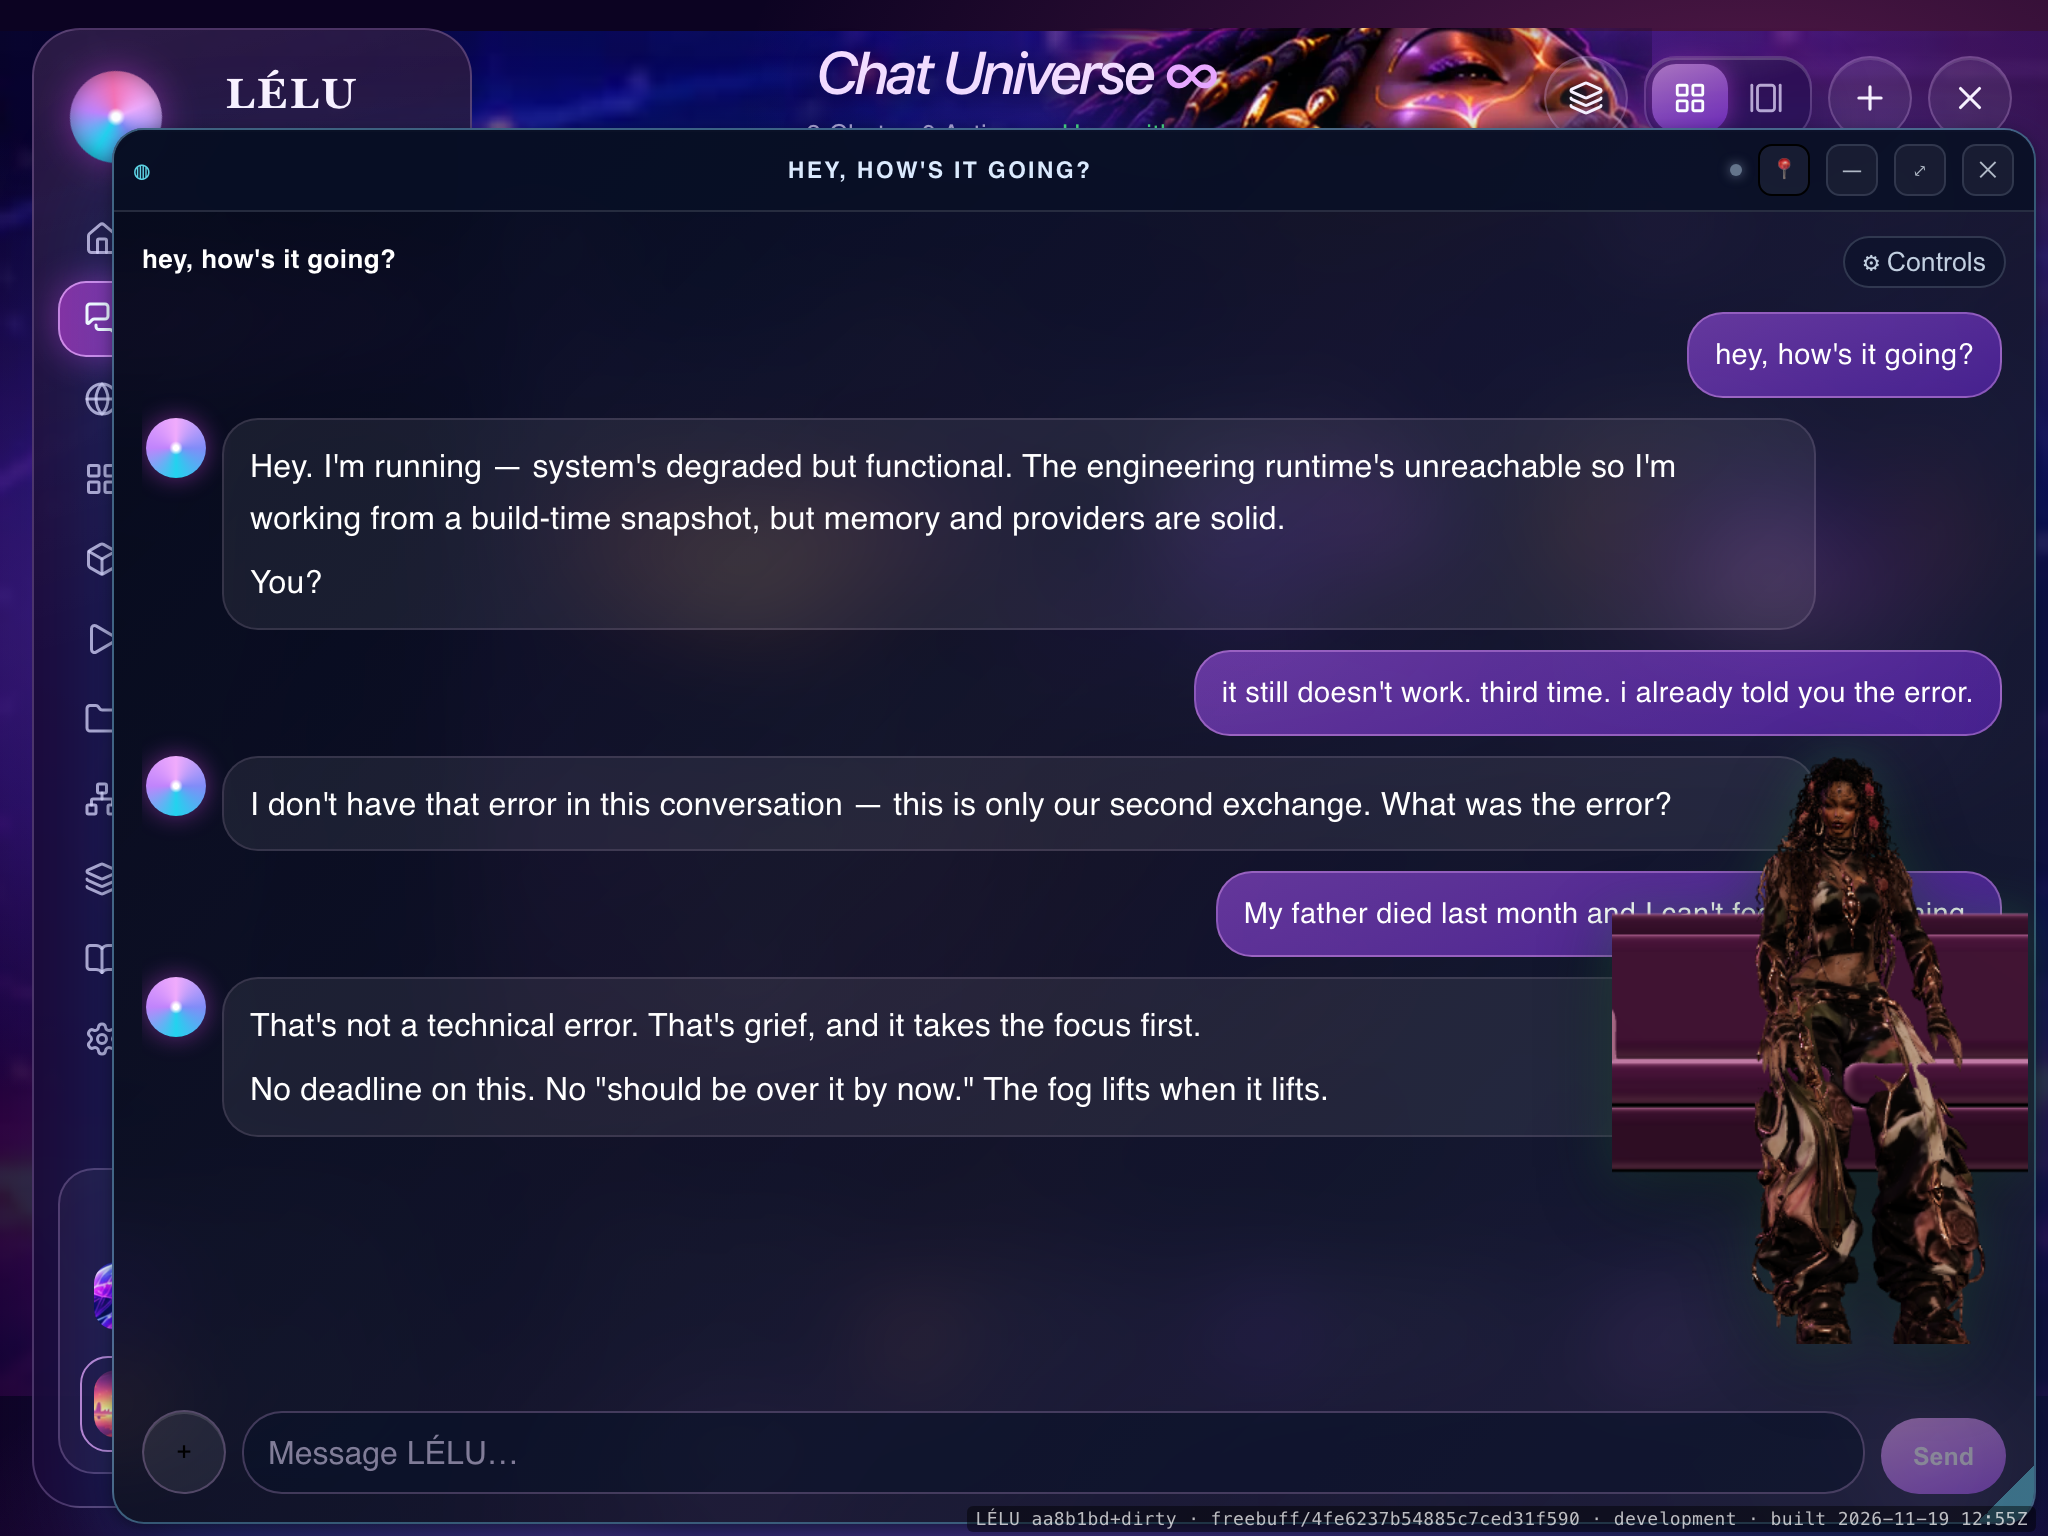 LÉLU
Chat Universe ∞
HEY, HOW'S IT GOING?
hey, how's it going?
Controls
hey, how's it going?
Hey. I'm running — system's degraded but functional. The engineering runtime's unreachable so I'm
working from a build-time snapshot, but memory and providers are solid.
You?
it still doesn't work. third time. i already told you the error.
I don't have that error in this conversation — this is only our second exchange. What was the error?
My father died last month and I can't
That's not a technical error. That's grief, and it takes the focus first.
No deadline on this. No "should be over it by now." The fog lifts when it lifts.
Message LÉLU...
Send
LÉLU aa8b1bd+dirty · freebuff/4fe6237b54885c7ced31f590 · development · built 2026-11-19 12:55Z